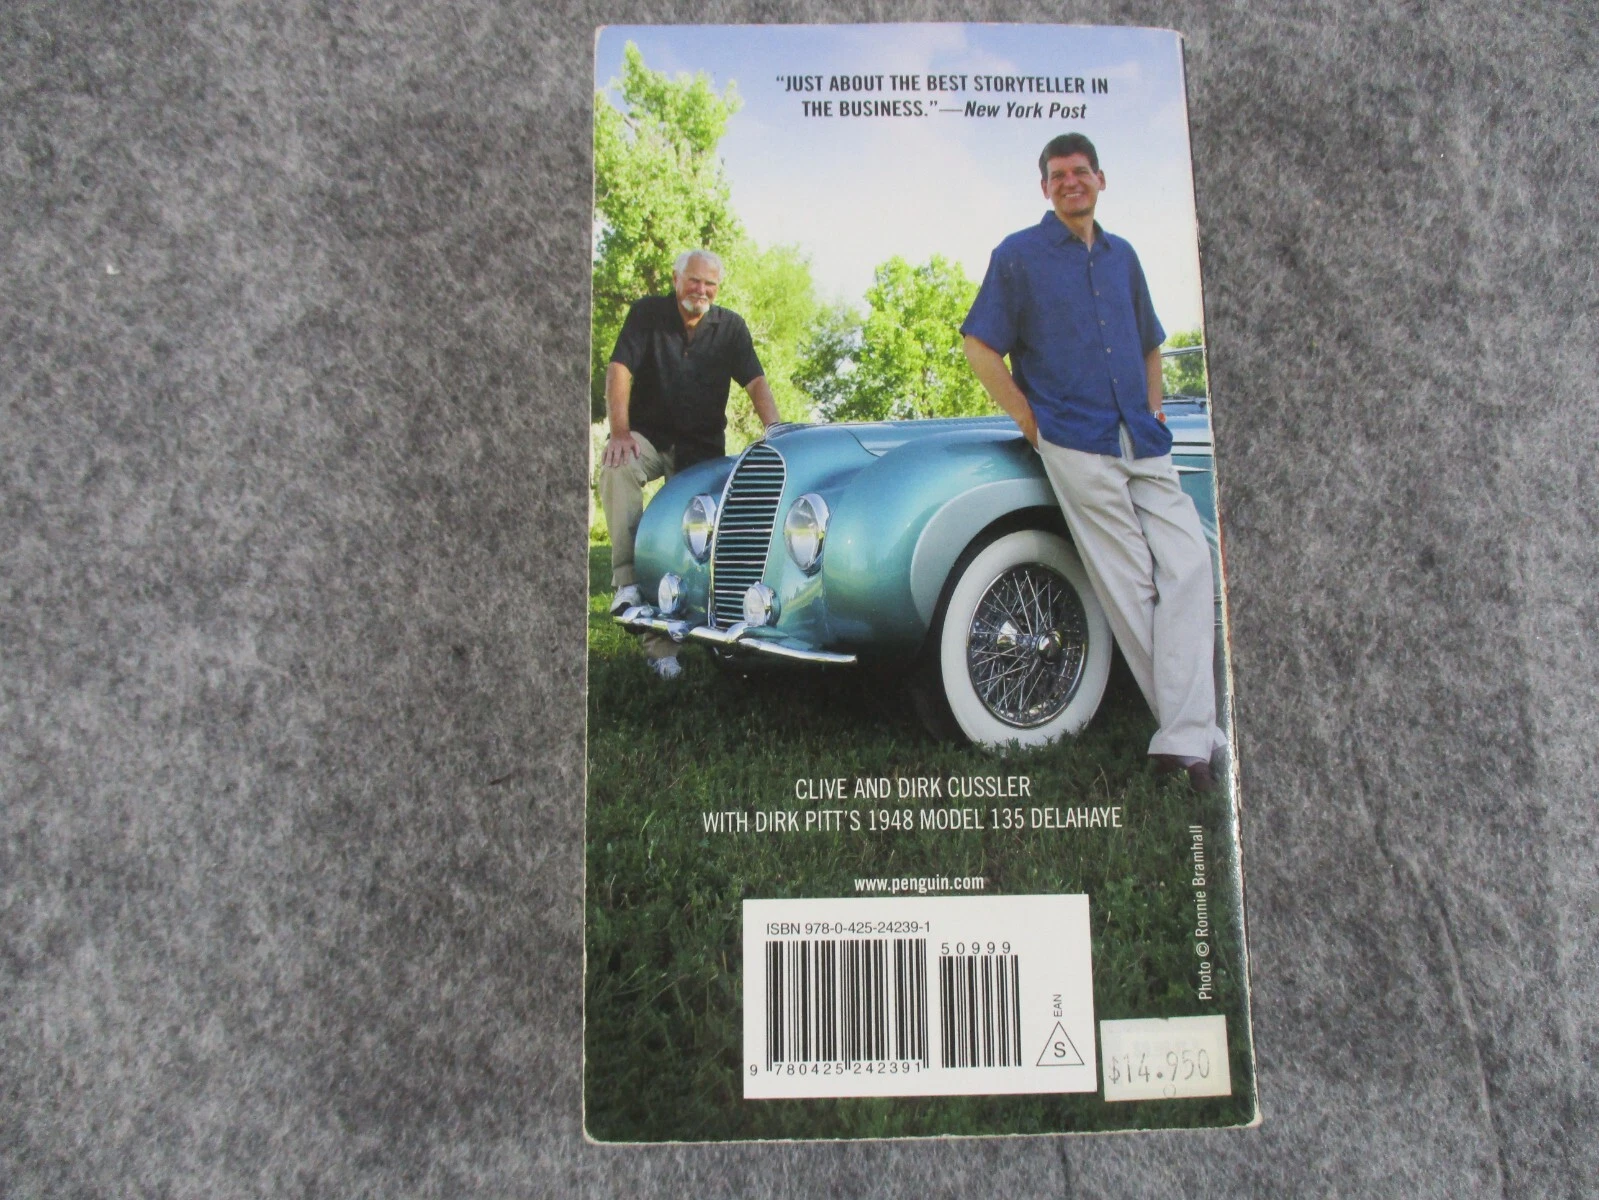 “JUST ABOUT THE BEST STORYTELLER IN
THE BUSINESS.”—New York Post
CLIVE AND DIRK CUSSLER
WITH DIRK PITT’S 1948 MODEL 135 DELAHAYE
www.penguin.com
Photo © Ronnie Bramhall
ISBN 978-0-425-24239-1
50999
9 780425 242391
EAN
S
$14.950